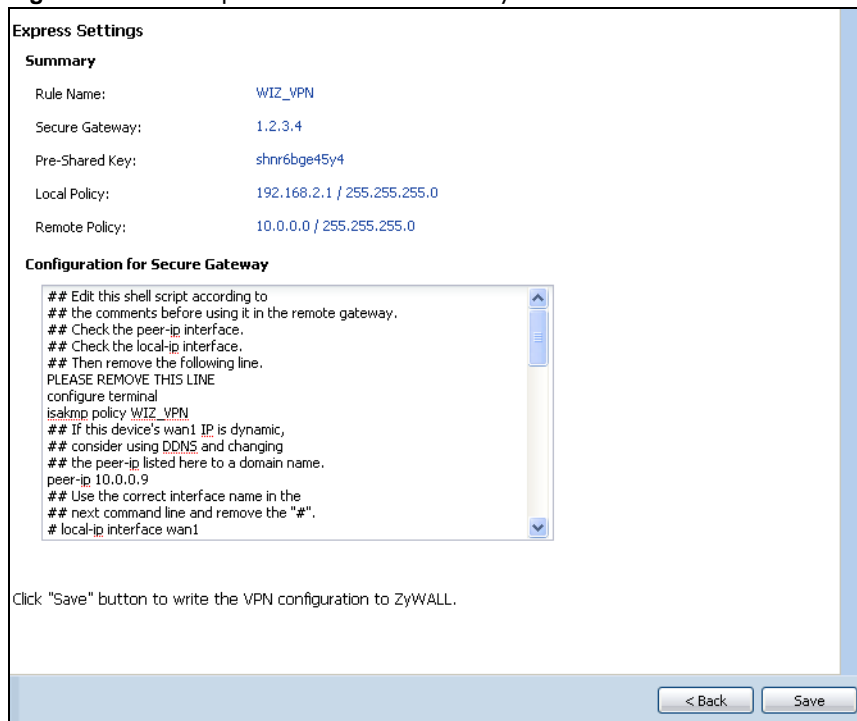 Express Settings
Summary
Rule Name: WIZ_VPN
Secure Gateway: 1.2.3.4
Pre-Shared Key: shnr6bge45y4
Local Policy: 192.168.2.1 / 255.255.255.0
Remote Policy: 10.0.0.0 / 255.255.255.0
Configuration for Secure Gateway
## Edit this shell script according to
## the comments before using it in the remote gateway.
## Check the peer-ip interface.
## Check the local-ip interface.
## Then remove the following line.
PLEASE REMOVE THIS LINE
configure terminal
isakmp policy WIZ_VPN
## If this device's wan1 IP is dynamic,
## consider using DDNS and changing
## the peer-ip listed here to a domain name.
peer-ip 10.0.0.9
## Use the correct interface name in the
## next command line and remove the "#".
# local-ip interface wan1
Click "Save" button to write the VPN configuration to ZyWALL.
< Back Save